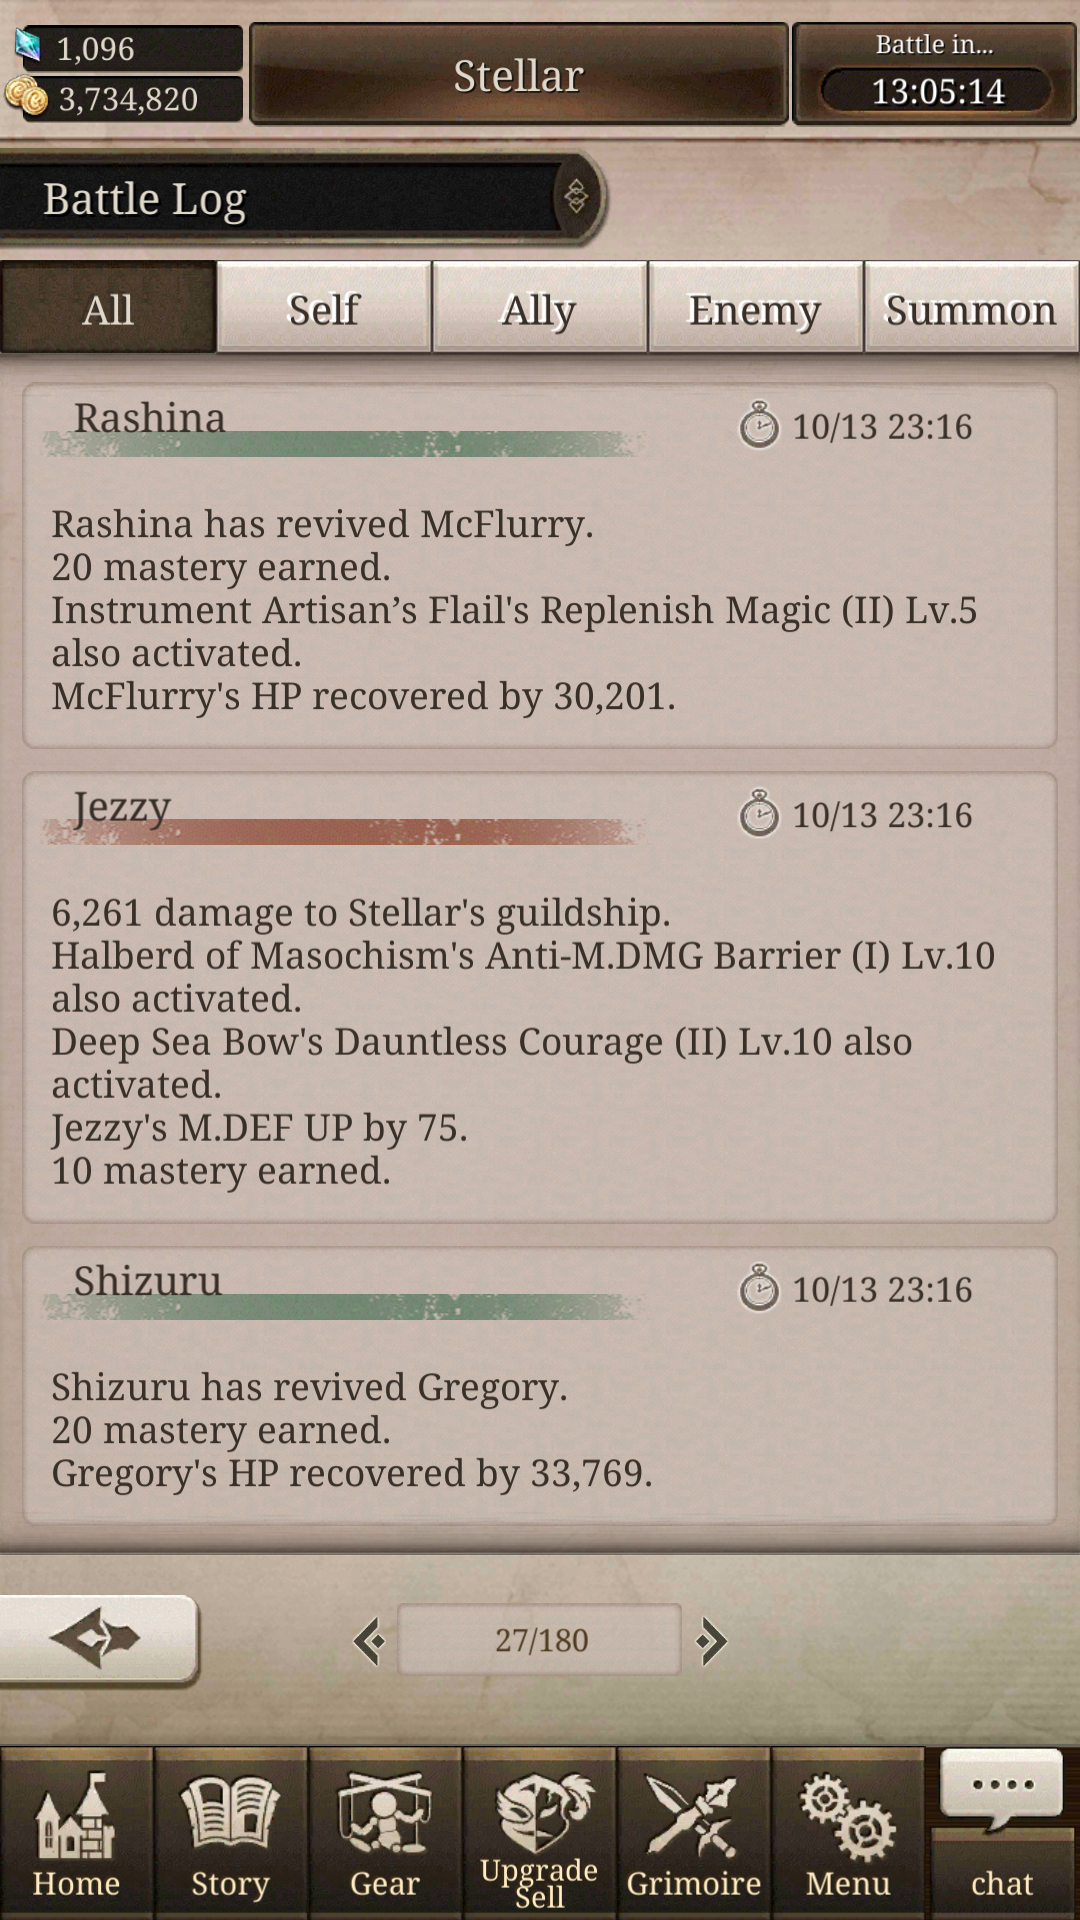 1,096
3,734,820
Stellar
Battle in...
13:05:14
Battle Log
All
Self
Ally
Enemy
Summon
Rashina
10/13 23:16
Rashina has revived McFlurry.
20 mastery earned.
Instrument Artisan’s Flail's Replenish Magic (II) Lv.5
also activated.
McFlurry's HP recovered by 30,201.
Jezzy
10/13 23:16
6,261 damage to Stellar's guildship.
Halberd of Masochism's Anti-M.DMG Barrier (I) Lv.10
also activated.
Deep Sea Bow's Dauntless Courage (II) Lv.10 also
activated.
Jezzy's M.DEF UP by 75.
10 mastery earned.
Shizuru
10/13 23:16
Shizuru has revived Gregory.
20 mastery earned.
Gregory's HP recovered by 33,769.
27/180
Home
Story
Gear
Upgrade
Sell
Grimoire
Menu
chat